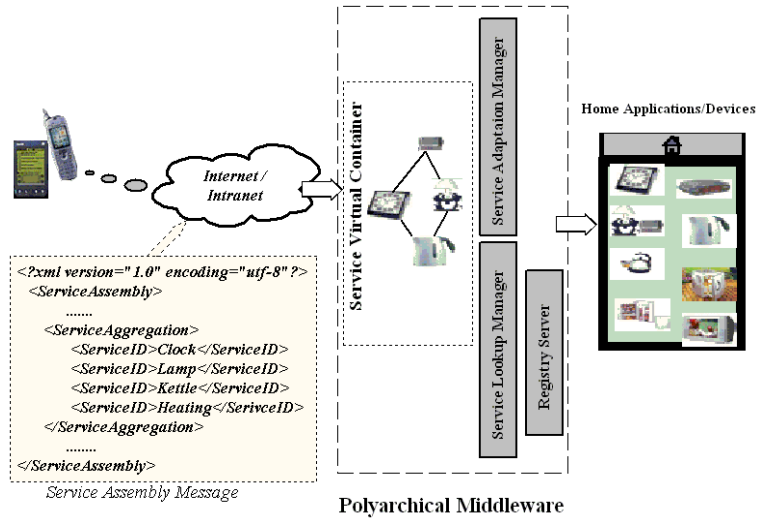 Internet /
Intranet
<?xml version="1.0" encoding="utf-8"?>
<ServiceAssembly>
.......
<ServiceAggregation>
<ServiceID>Clock</ServiceID>
<ServiceID>Lamp</ServiceID>
<ServiceID>Kettle</ServiceID>
<ServiceID>Heating</SerivceID>
</ServiceAggregation>
........
</ServiceAssembly>
Service Assembly Message
Service Virtual Container
Service Adaptaion Manager
Service Lookup Manager
Registry Server
Polyarchical Middleware
Home Applications/Devices